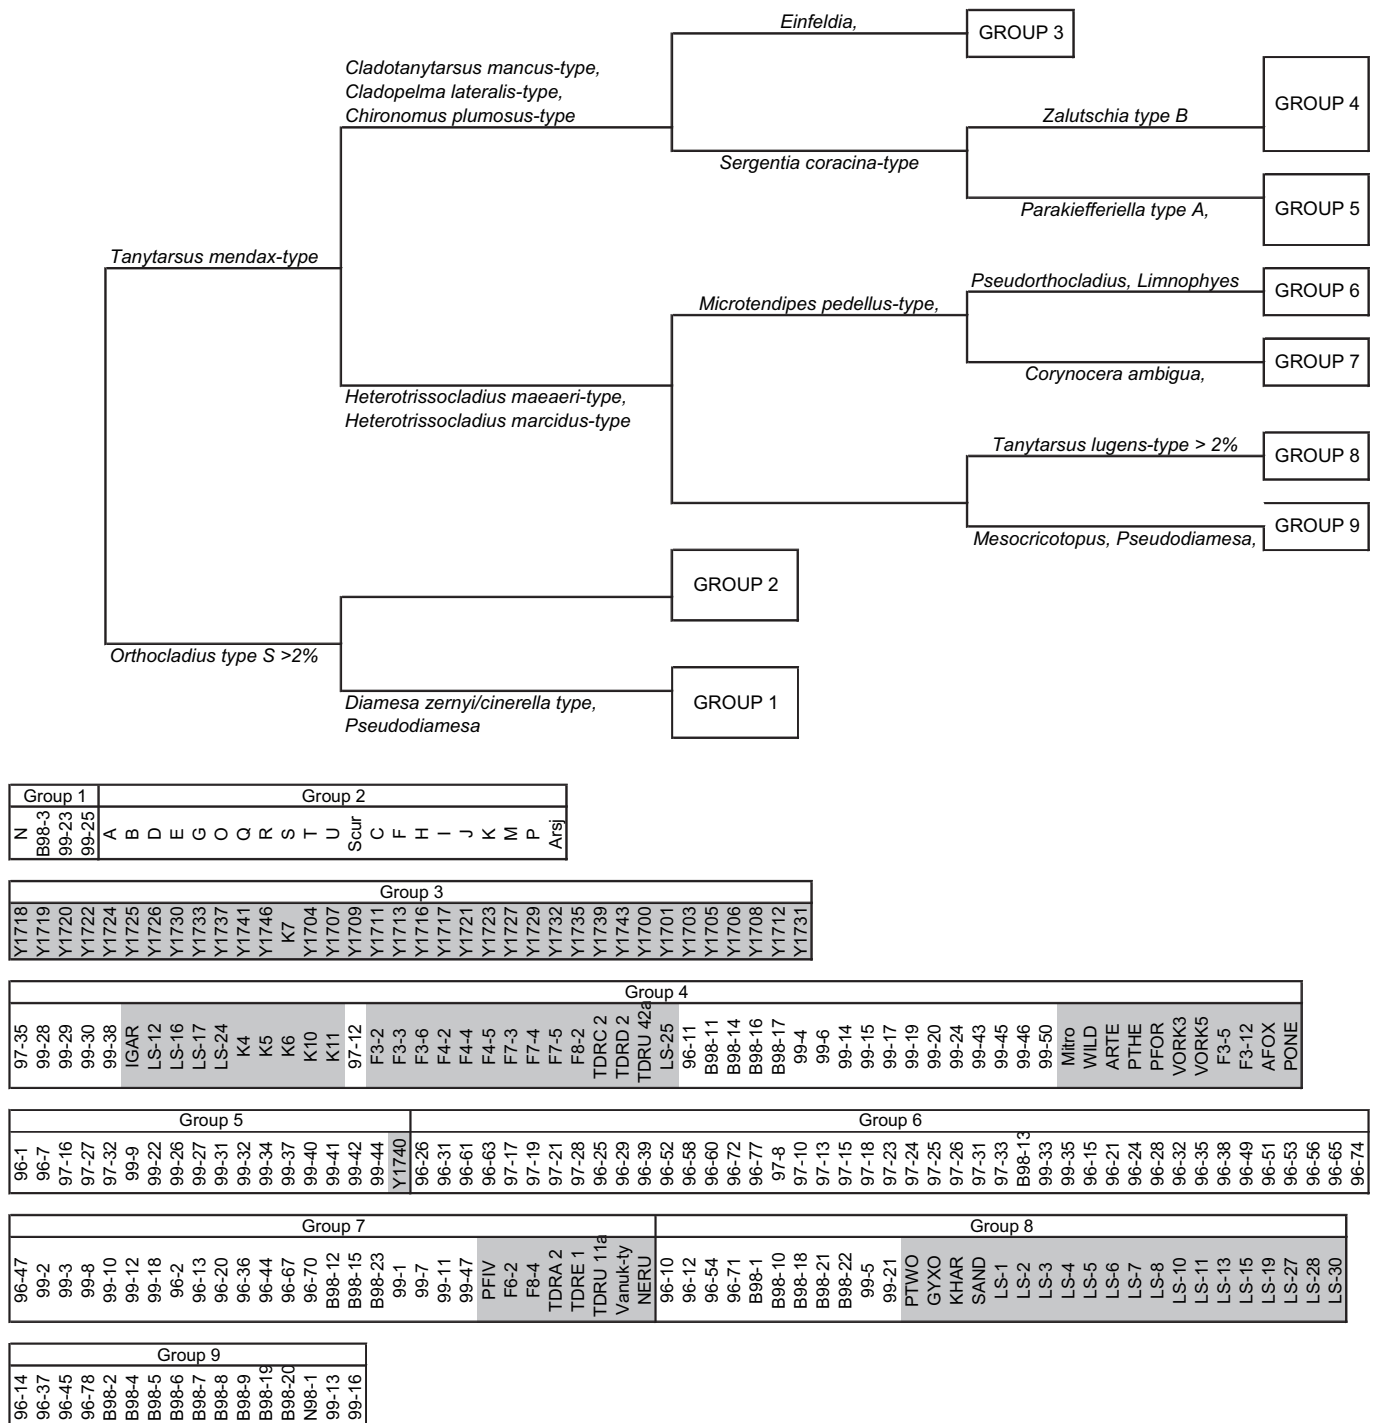 Einfeldia,
GROUP 3
Cladotanytarsus mancus-type,
Cladopelma lateralis-type,
Chironomus plumosus-type
Zalutschia type B
GROUP 4
Sergentia coracina-type
Parakiefferiella type A,
GROUP 5
Tanytarsus mendax-type
Pseudorthocladius, Limnophyes
GROUP 6
Microtendipes pedellus-type,
Corynocera ambigua,
GROUP 7
Heterotrissocladius maeaeri-type,
Heterotrissocladius marcidus-type
Tanytarsus lugens-type > 2%
GROUP 8
Mesocricotopus, Pseudodiamesa,
GROUP 9
GROUP 2
Orthocladius type S >2%
Diamesa zernyi/cinerella type,
Pseudodiamesa
GROUP 1
Group 1 Group 2
N B98-3 99-23 99-25 A B D E G O Q R S T U Scur C F H I J K M P Arsj
Group 3
Y1718 Y1719 Y1720 Y1722 Y1724 Y1725 Y1726 Y1730 Y1733 Y1737 Y1741 Y1746 K7 Y1704 Y1707 Y1709 Y1711 Y1713 Y1716 Y1717 Y1721 Y1723 Y1727 Y1729 Y1732 Y1735 Y1739 Y1743 Y1700 Y1701 Y1703 Y1705 Y1706 Y1708 Y1712 Y1731
Group 4
97-35 99-28 99-29 99-30 99-38 IGAR LS-12 LS-16 LS-17 LS-24 K4 K5 K6 K10 K11 97-12 F3-2 F3-3 F3-6 F4-2 F4-4 F4-5 F7-3 F7-4 F7-5 F8-2 TDRC 2 TDRD 2 TDRU 42a LS-25 96-11 B98-11 B98-14 B98-16 B98-17 99-4 99-6 99-14 99-15 99-17 99-19 99-20 99-24 99-43 99-45 99-46 99-50 Mitro WILD ARTE PTHE PFOR VORK3 VORK5 F3-5 F3-12 AFOX PONE
Group 5 Group 6
96-1 96-7 97-16 97-27 97-32 99-9 99-22 99-26 99-27 99-31 99-32 99-34 99-37 99-40 99-41 99-42 99-44 Y1740 96-26 96-31 96-61 96-63 97-17 97-19 97-21 97-28 96-25 96-29 96-39 96-52 96-58 96-60 96-72 96-77 97-8 97-10 97-13 97-15 97-18 97-23 97-24 97-25 97-26 97-31 97-33 B98-13 99-33 99-35 96-15 96-21 96-24 96-28 96-32 96-35 96-38 96-49 96-51 96-53 96-56 96-65 96-74
Group 7 Group 8
96-47 99-2 99-3 99-8 99-10 99-12 99-18 96-2 96-13 96-20 96-36 96-44 96-67 96-70 B98-12 B98-15 B98-23 99-1 99-7 99-11 99-47 PFIV F6-2 F8-4 TDRA 2 TDRE 1 TDRU 11a Vanuk-ty NERU 96-10 96-12 96-54 96-71 B98-1 B98-10 B98-18 B98-21 B98-22 99-5 99-21 PTWO GYXO KHAR SAND LS-1 LS-2 LS-3 LS-4 LS-5 LS-6 LS-7 LS-8 LS-10 LS-11 LS-13 LS-15 LS-19 LS-27 LS-28 LS-30
Group 9
96-14 96-37 96-45 96-78 B98-2 B98-4 B98-5 B98-6 B98-7 B98-8 B98-9 B98-19 B98-20 N98-1 99-13 99-16